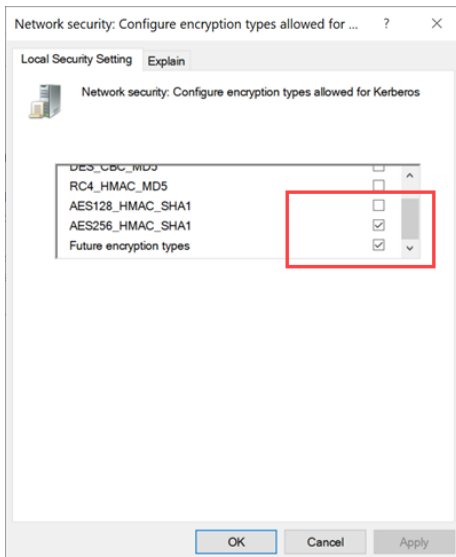 Network security: Configure encryption types allowed for ... ?
Local Security Setting Explain
Network security: Configure encryption types allowed for Kerberos
DES_CBC_MD5
RC4_HMAC_MD5
AES128_HMAC_SHA1
AES256_HMAC_SHA1
Future encryption types
OK Cancel Apply